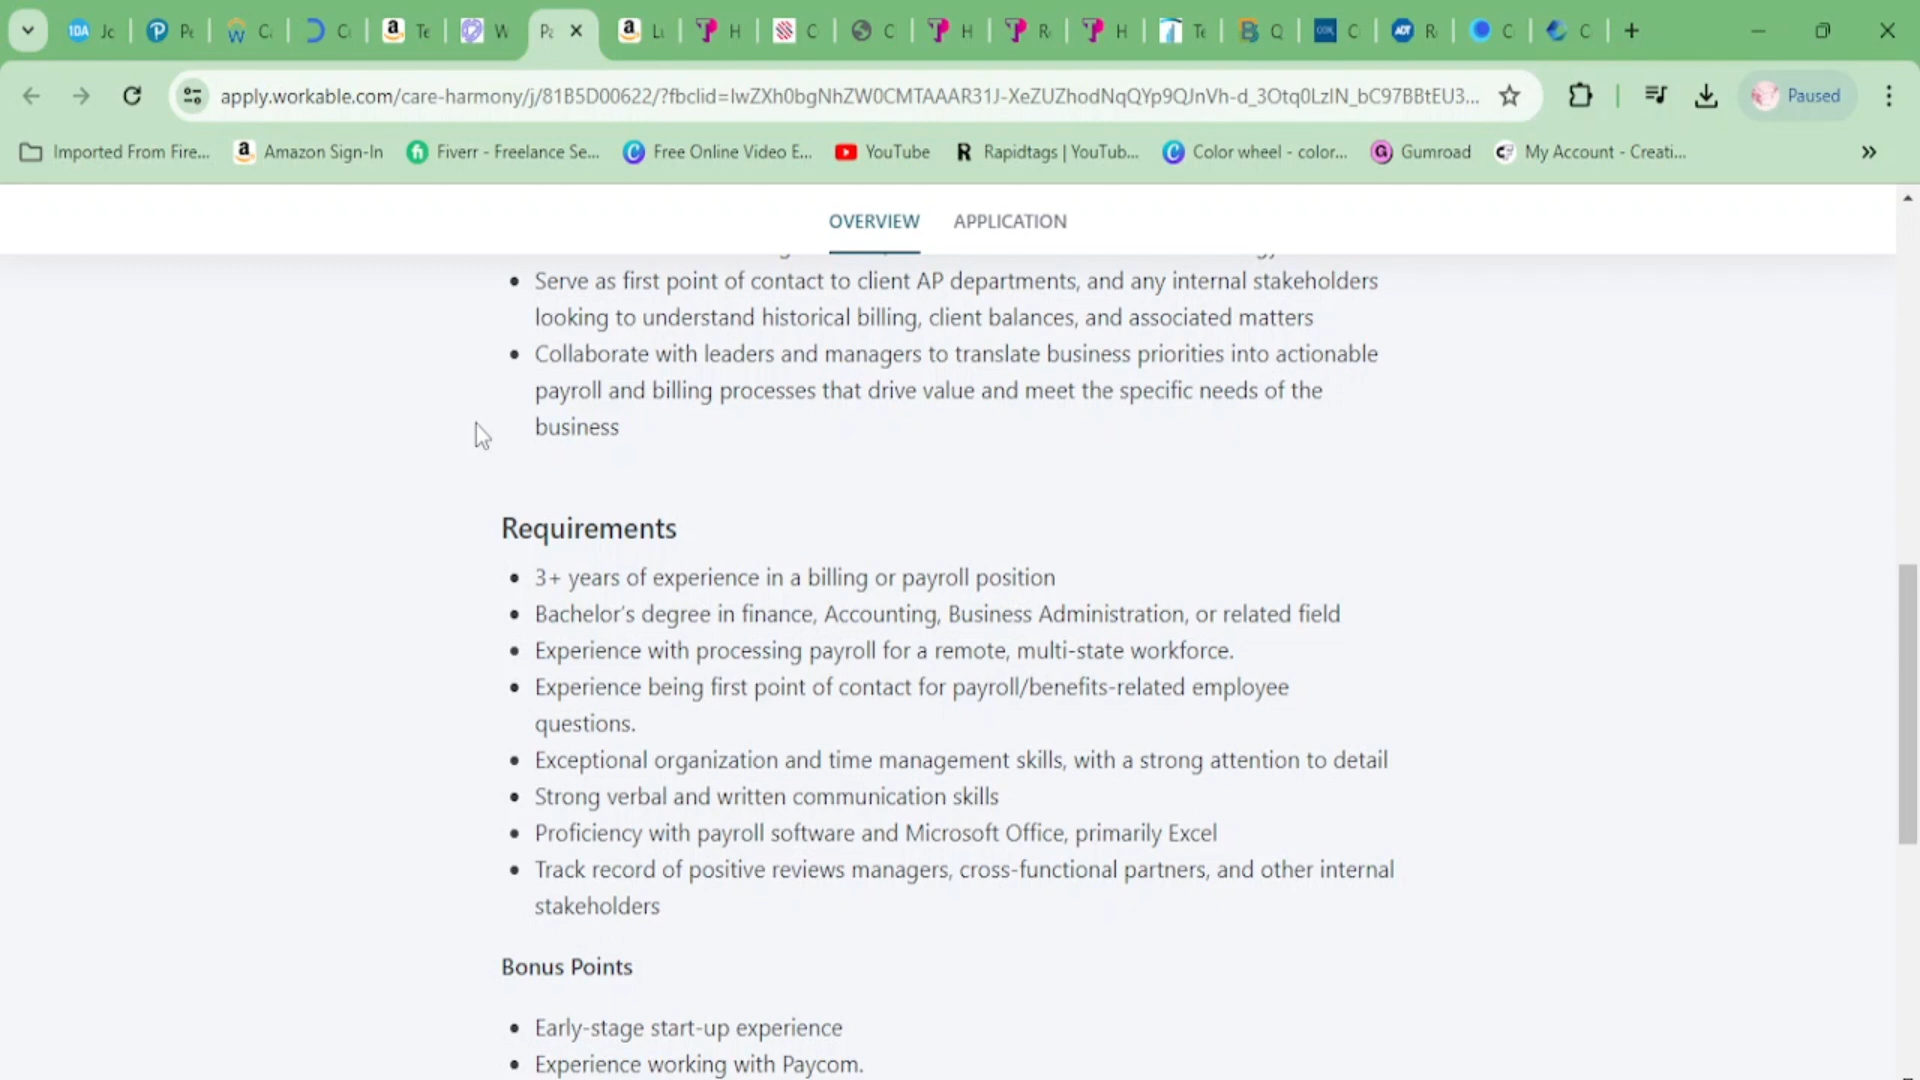 1DA Jc
Pe
C
C
a Te
W
Pa
a Lu
H
C
C
H
R
H
Te
B Q
COX C
ADT R
C
C
apply.workable.com/care-harmony/j/81B5D00622/?fbclid=IwZXh0bgNhZW0CMTAAAR31J-XeZUZhodNqQYp9QJnVh-d_3Otq0LzIN_bC97BBtEU3...
Paused
Imported From Fire...
Amazon Sign-In
Fiverr - Freelance Se...
Free Online Video E...
YouTube
Rapidtags | YouTub...
Color wheel - color...
Gumroad
My Account - Creati...
OVERVIEW
APPLICATION
• Serve as first point of contact to client AP departments, and any internal stakeholders
looking to understand historical billing, client balances, and associated matters
• Collaborate with leaders and managers to translate business priorities into actionable
payroll and billing processes that drive value and meet the specific needs of the
business
Requirements
• 3+ years of experience in a billing or payroll position
• Bachelor's degree in finance, Accounting, Business Administration, or related field
• Experience with processing payroll for a remote, multi-state workforce.
• Experience being first point of contact for payroll/benefits-related employee
questions.
• Exceptional organization and time management skills, with a strong attention to detail
• Strong verbal and written communication skills
• Proficiency with payroll software and Microsoft Office, primarily Excel
• Track record of positive reviews managers, cross-functional partners, and other internal
stakeholders
Bonus Points
• Early-stage start-up experience
• Experience working with Paycom.